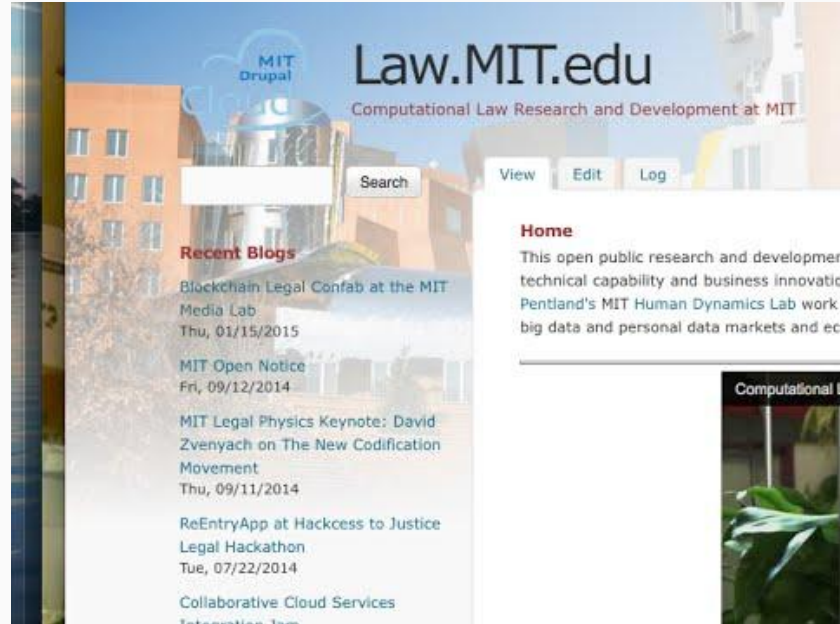 MIT
Drupal
Cloud
Law.MIT.edu
Computational Law Research and Development at MIT
Search
View
Edit
Log
Recent Blogs
Blockchain Legal Confab at the MIT
Media Lab
Thu, 01/15/2015
MIT Open Notice
Fri, 09/12/2014
MIT Legal Physics Keynote: David
Zvenyach on The New Codification
Movement
Thu, 09/11/2014
ReEntryApp at Hackcess to Justice
Legal Hackathon
Tue, 07/22/2014
Collaborative Cloud Services
Integration Jam
Home
This open public research and developmen
technical capability and business innovatio
Pentland's MIT Human Dynamics Lab work
big data and personal data markets and ec
Computational